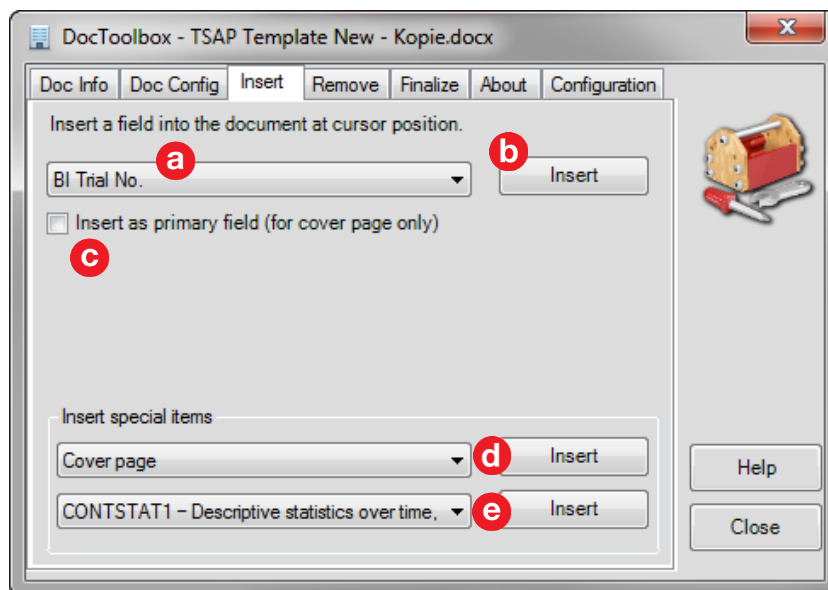 DocToolbox - TSAP Template New - Kopie.docx
x
Doc Info Doc Config Insert Remove Finalize About Configuration
Insert a field into the document at cursor position.
a
b
BI Trial No.
Insert
Insert as primary field (for cover page only)
c
Insert special items
Cover page
d
Insert
Help
CONTSTAT1 – Descriptive statistics over time,
e
Insert
Close